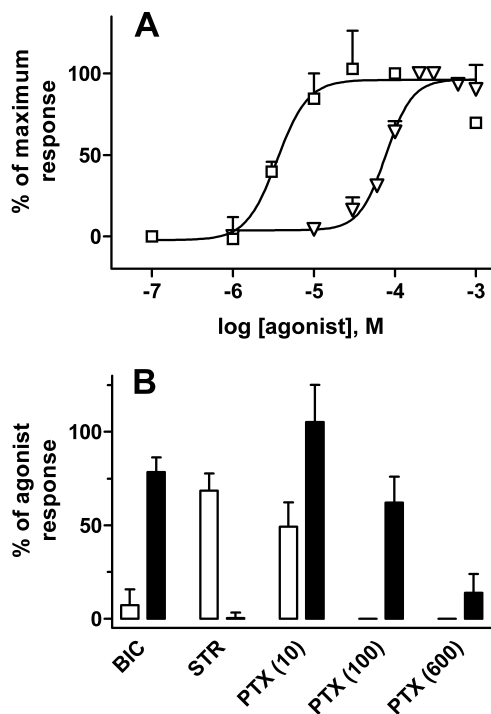 A
% of maximum
response
100
50
0
-7 -6 -5 -4 -3
log [agonist], M
B
% of agonist
response
100
50
0
BIC STR PTX (10) PTX (100) PTX (600)